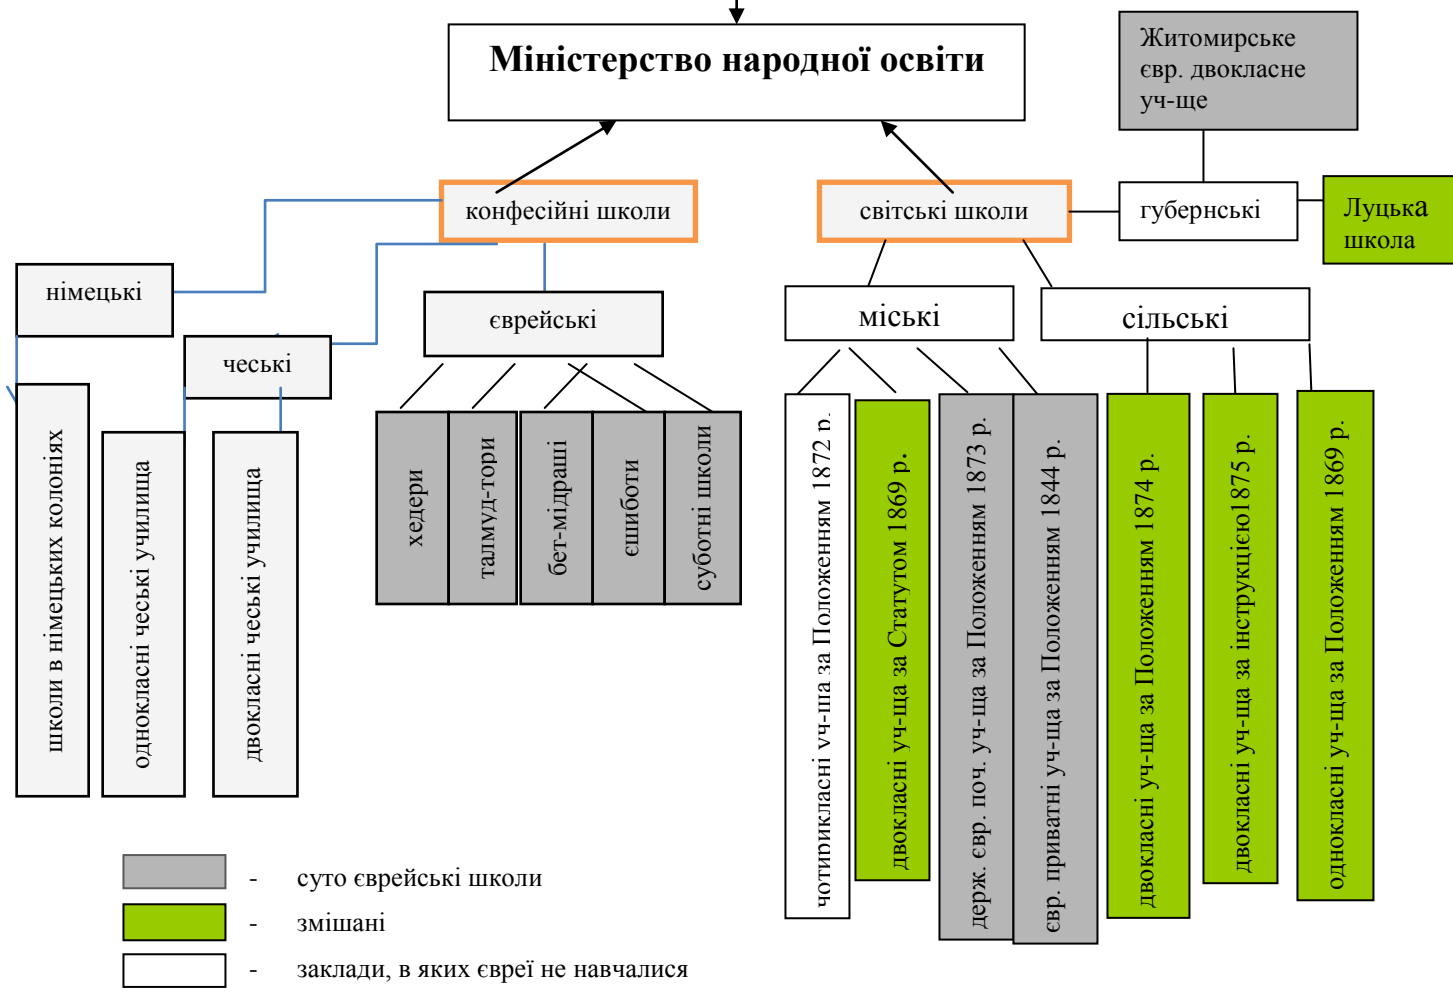 Міністерство народної освіти
Житомирське
євр. двокласне
уч-ще
конфесійні школи
світські школи
губернські
Луцька
школа
німецькі
чеські
єврейські
міські
сільські
школи в німецьких колоніях
однокласні чеські училища
двокласні чеські училища
хедери
талмуд-тори
бет-мідраші
єшиботи
суботні школи
чотирикласні уч-ща за Положенням 1872 р.
двокласні уч-ща за Статутом 1869 р.
держ. євр. поч. уч-ща за Положенням 1873 р.
євр. приватні уч-ща за Положенням 1844 р.
двокласні уч-ща за Положенням 1874 р.
двокласні уч-ща за інструкцією1875 р.
однокласні уч-ща за Положенням 1869 р.
- суто єврейські школи
- змішані
- заклади, в яких євреї не навчалися